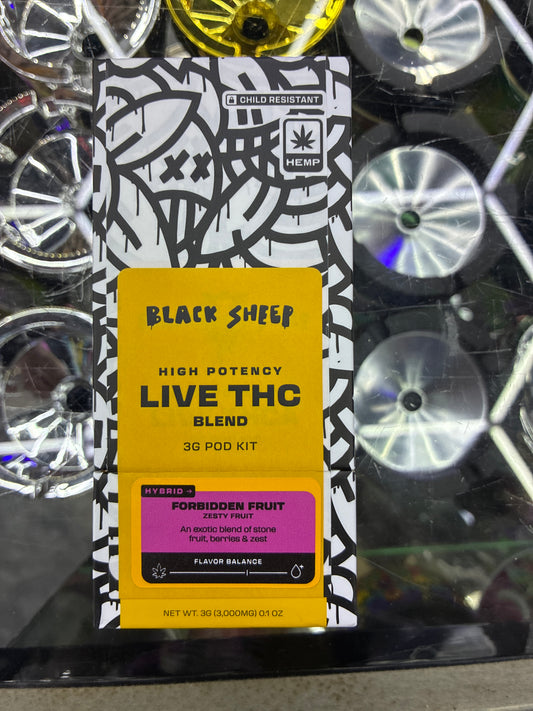 CHILD RESISTANT
HEMP
BLACK SHEEP
HIGH POTENCY
LIVE THC
BLEND
3G POD KIT
HYBRID →
FORBIDDEN FRUIT
ZESTY FRUIT
An exotic blend of stone
fruit, berries & zest
FLAVOR BALANCE
NET WT. 3G (3,000MG) 0.1 OZ